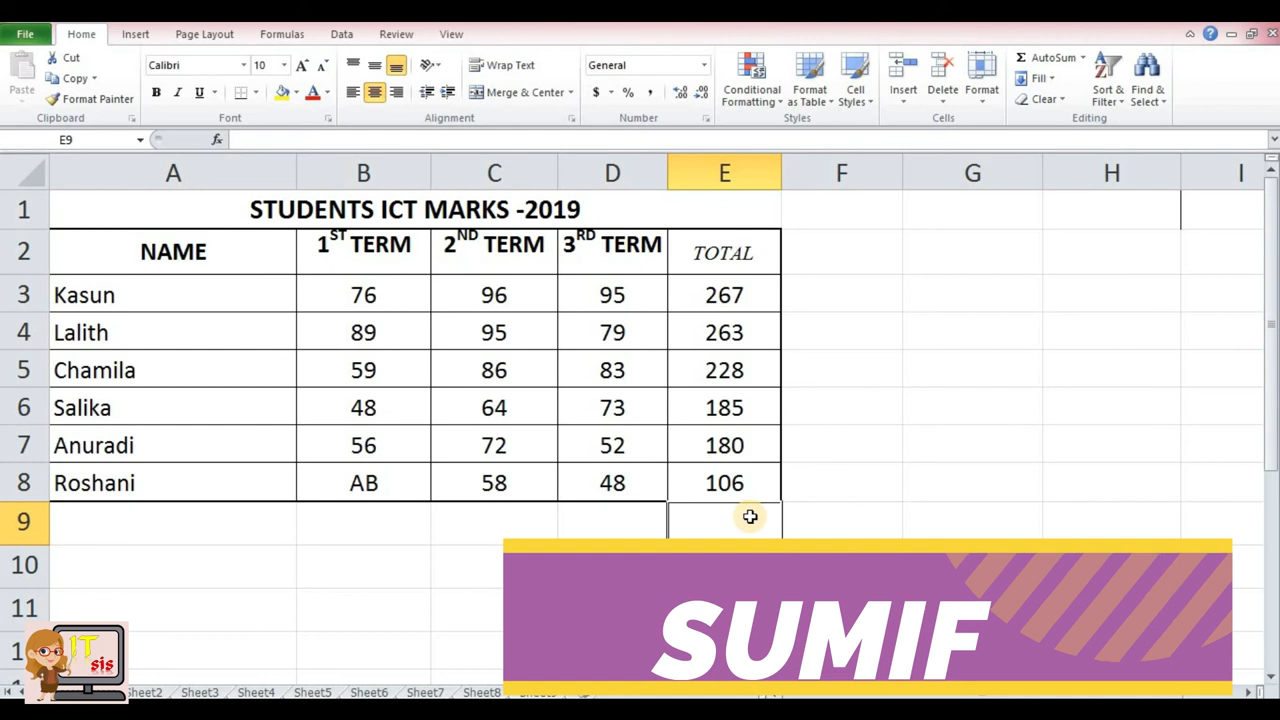 File Home Insert Page Layout Formulas Data Review View
Cut Calibri 10 A A Wrap Text General AutoSum
Copy Fill
Paste Format Painter B I U A Merge & Center $ % , Conditional Formatting Format as Table Cell Styles Insert Delete Format Clear Sort & Filter Find & Select
Clipboard Font Alignment Number Styles Cells Editing
E9 fx
A B C D E F G H I
1 STUDENTS ICT MARKS -2019
2 NAME 1ST TERM 2ND TERM 3RD TERM TOTAL
3 Kasun 76 96 95 267
4 Lalith 89 95 79 263
5 Chamila 59 86 83 228
6 Salika 48 64 73 185
7 Anuradi 56 72 52 180
8 Roshani AB 58 48 106
9
10
11
IT
sis
SUMIF
Sheet3 Sheet4 Sheet5 Sheet6 Sheet7 Sheet8